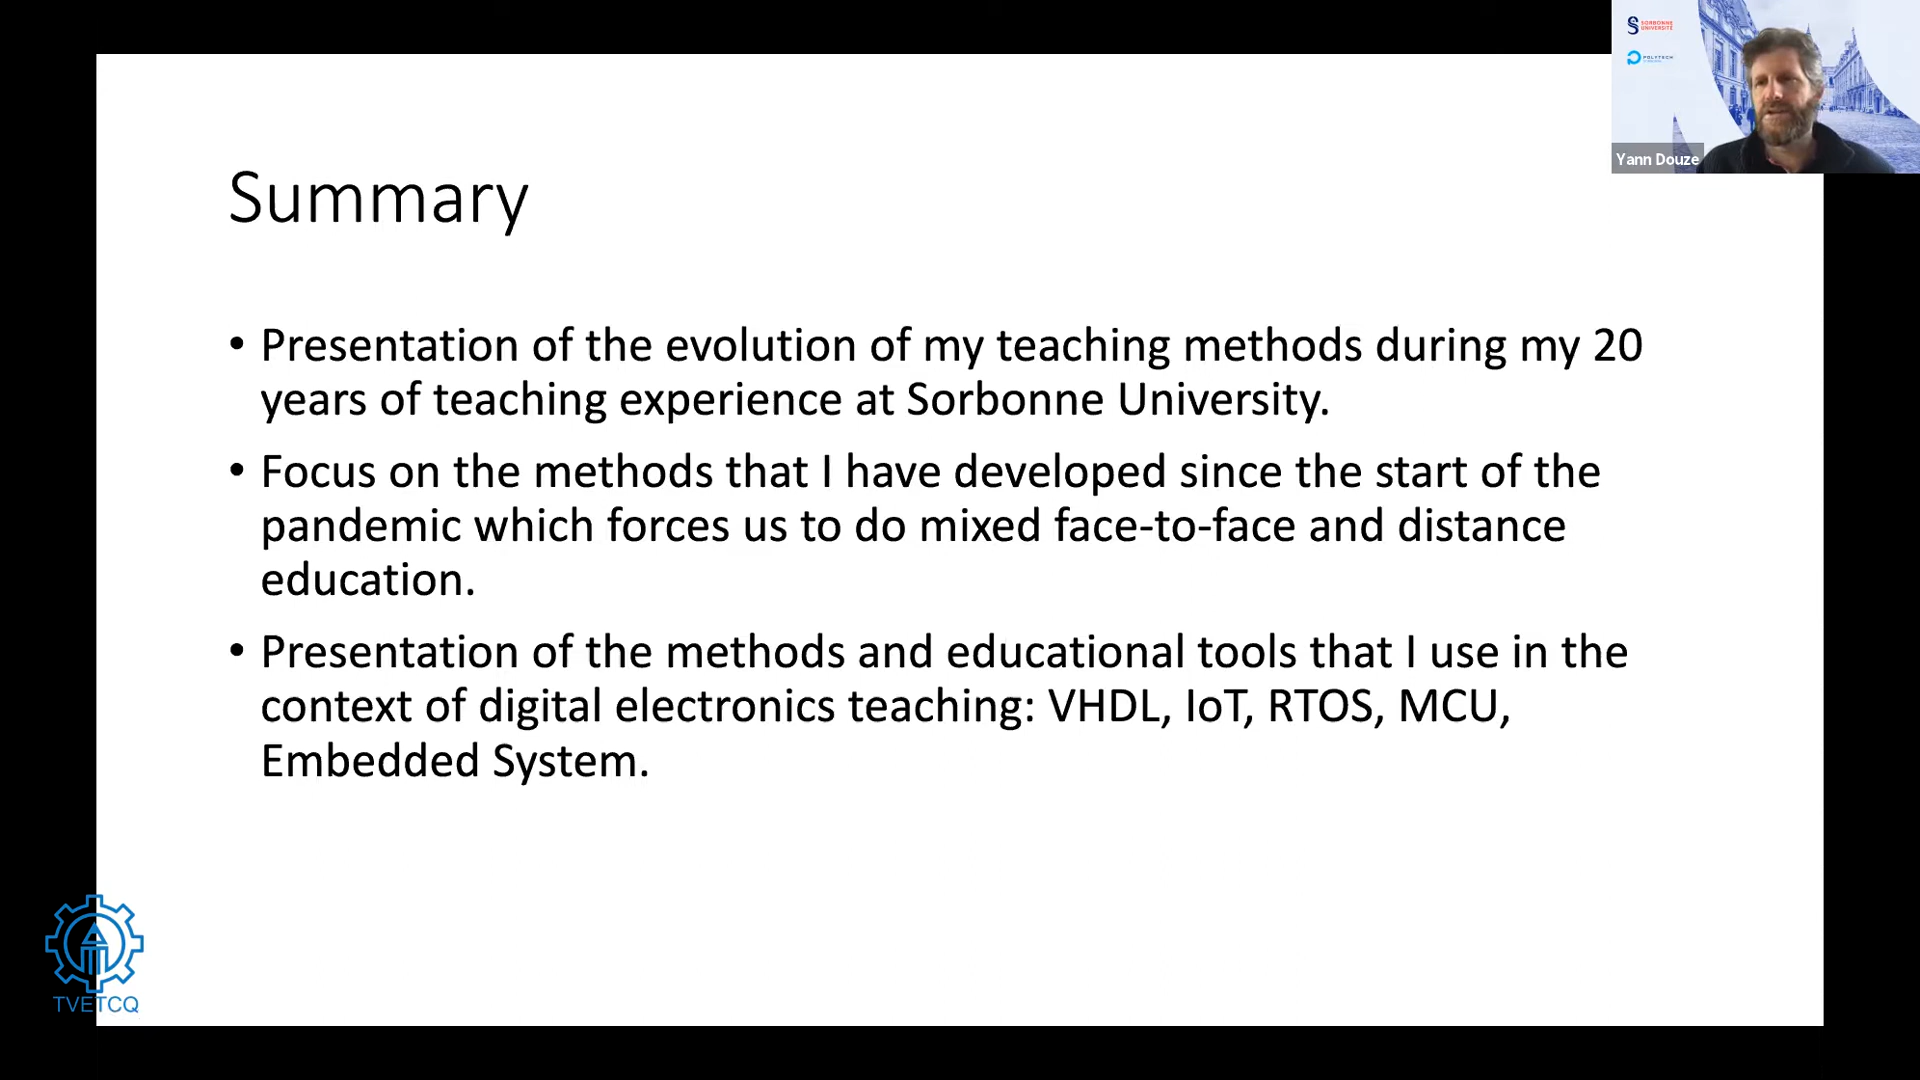 SORBONNE
UNIVERSITÉ
POLYTECH
Yann Douze
Summary
• Presentation of the evolution of my teaching methods during my 20
years of teaching experience at Sorbonne University.
• Focus on the methods that I have developed since the start of the
pandemic which forces us to do mixed face-to-face and distance
education.
• Presentation of the methods and educational tools that I use in the
context of digital electronics teaching: VHDL, IoT, RTOS, MCU,
Embedded System.
TVETCQ